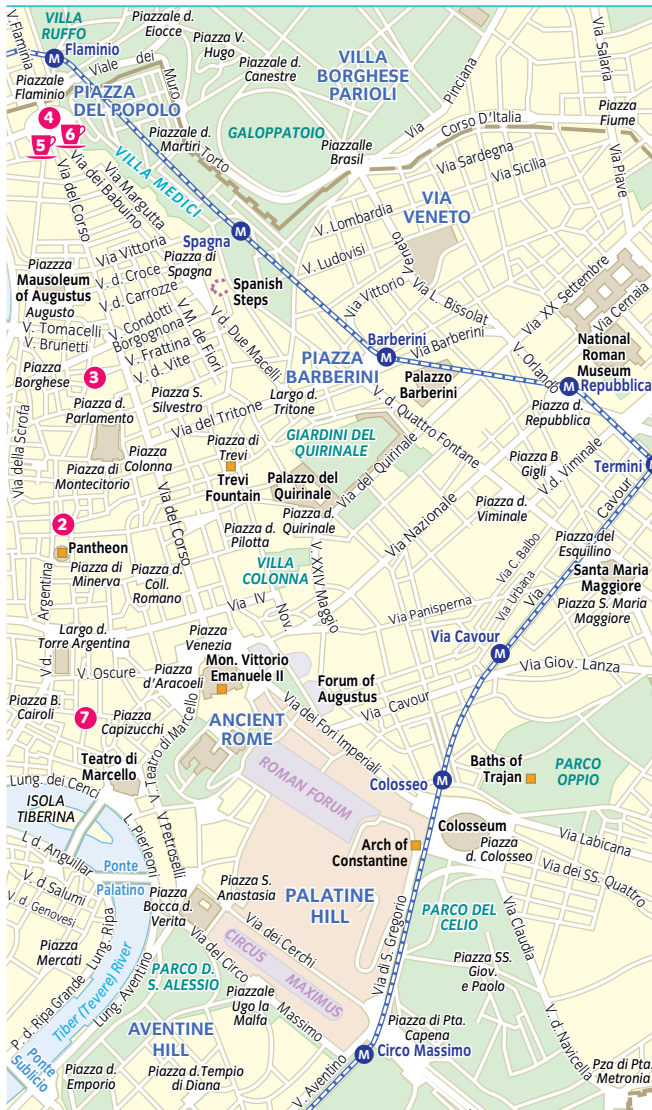 V. Flaminia
VILLA
RUFFO
Piazzale d.
Eiocce
Piazza V.
Hugo
Piazzale d.
Canestre
VILLA
BORGHESE
PARIOLI
Via Pinciana
Via Salaria
M
Flaminio
Viale dei Muro Torto
Piazzale
Flaminio
PIAZZA
DEL POPOLO
Corso D'Italia
Piazza
Fiume
4
5
6
Piazzale d.
Martiri
GALOPPATOIO
Piazzalle
Brasil
VILLA MEDICI
Via del Corso
Via dei Babuino
Via Margutta
Via Sardegna
Via Sicilia
Via Piave
VIA
VENETO
M
Spagna
V. Lombardia
V. Ludovisi
Veneto
Via Vittoria
Piazza di
Spagna
V. d. Croce
V. d. Carrozze
Spanish
Steps
Piazzza
Mausoleum
of Augustus
Augusto
V. Condotti
Borgognona
V. Frattina
V. d. Vite
V. M. de Fiori
V. d. Due Macelli
V. Tomacelli
V. Brunetti
Via Vittorio
Via L. Bissolat
Via XX. Settembre
Via Cernaia
Barberini
M
Via Barberini
V. Orlando
National
Roman
Museum
M
Repubblica
Piazza
Borghese
3
PIAZZA
BARBERINI
Palazzo
Barberini
Piazza d.
Parlamento
Piazza S.
Silvestro
Largo d.
Tritone
Via del Tritone
V. d. Quattro Fontane
Piazza d.
Repubblica
Via della Scrofa
Piazza
Colonna
Piazza di
Trevi
GIARDINI DEL
QUIRINALE
Piazza B
Gigli
V.d. Viminale
Termini
M
Piazza di
Montecitorio
Trevi
Fountain
Palazzo del
Quirinale
Via del Quirinale
Via del Corso
Piazza d.
Quirinale
Via Nazionale
Piazza d.
Viminale
Via Cavour
2
Pantheon
Piazza d.
Pilotta
Piazza del
Esquilino
Piazza di
Minerva
Piazza d.
Coll.
Romano
VILLA
COLONNA
V. XXIV Maggio
Via C. Balbo
Via Urbana
Santa Maria
Maggiore
Piazza S. Maria
Maggiore
V.d. Argentina
Via IV Nov.
Via Panisperna
Largo d.
Torre Argentina
Piazza
Venezia
Via Cavour
M
Via Giov. Lanza
V. Oscure
Piazza
d'Aracoeli
Mon. Vittorio
Emanuele II
Forum of
Augustus
Via Cavour
Piazza B.
Cairoli
7
Piazza
Capizucchi
ANCIENT
ROME
Via dei Fori Imperiali
Teatro di
Marcello
V. Teatro di Marcello
ROMAN FORUM
Colosseo
M
Baths of
Trajan
PARCO
OPPIO
Lung. dei Cenci
ISOLA
TIBERINA
L. Pierleoni
V. V Petroselli
Arch of
Constantine
Colosseum
Piazza
d. Colosseo
Via Labicana
Via dei SS. Quattro
L d. Anguillar
Ponte
Palatino
V. d. Salumi
V. d. Genovesi
Piazza
Bocca d.
Verita
Piazza S.
Anastasia
PALATINE
HILL
Via di S. Gregorio
PARCO DEL
CELIO
Via Claudia
Piazza
Mercati
Lung. Ripa
Via dei Cerchi
CIRCUS
MAXIMUS
Via del Circo Massimo
Piazza SS.
Giov.
e Paolo
Tiber (Tevere) River
P. d. Ripa Grande
Lung. Aventino
PARCO D.
S. ALESSIO
Piazzale
Ugo la
Malfa
Piazza di Pta.
Capena
V. d. Navicella
Ponte
Sublicio
AVENTINE
HILL
M
Circo Massimo
Pza di Pta.
Metronia
Piazza d.
Emporio
Piazza d.Tempio
di Diana
V. Aventino